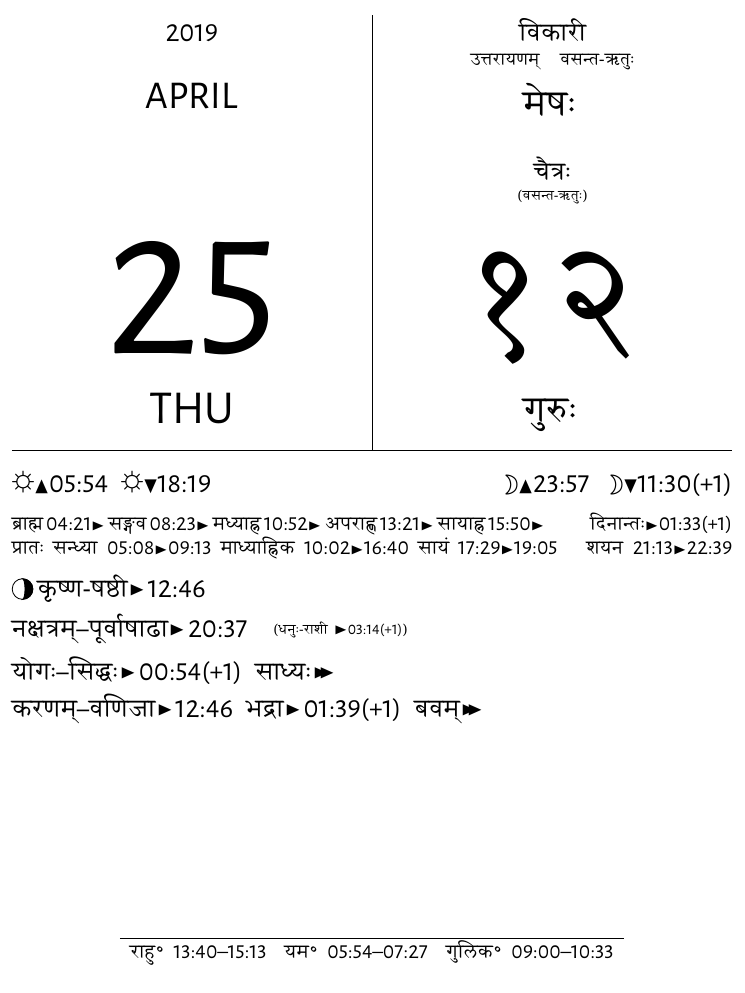 2019
APRIL
25
THU
विकारी
उत्तरायणम् वसन्त-ऋतुः
मेषः
चैत्रः
(वसन्त-ऋतुः)
१२
गुरुः
☼▲05:54 ☼▼18:19 ☽▲23:57 ☽▼11:30(+1)
ब्राह्म 04:21► सङ्गव 08:23► मध्याह्न 10:52► अपराह्ण 13:21► सायाह्न 15:50► दिनान्तः►01:33(+1)
प्रातः सन्ध्या 05:08►09:13 माध्याह्निक 10:02►16:40 सायं 17:29►19:05 शयन 21:13►22:39
कृष्ण-षष्ठी►12:46
नक्षत्रम्–पूर्वाषाढा► 20:37 (धनुः-राशी ►03:14(+1))
योगः–सिद्धः► 00:54(+1) साध्यः►►
करणम्–वणिजा►12:46 भद्रा►01:39(+1) बवम्►►
राहु॰ 13:40–15:13 यम॰ 05:54–07:27 गुलिक॰ 09:00–10:33